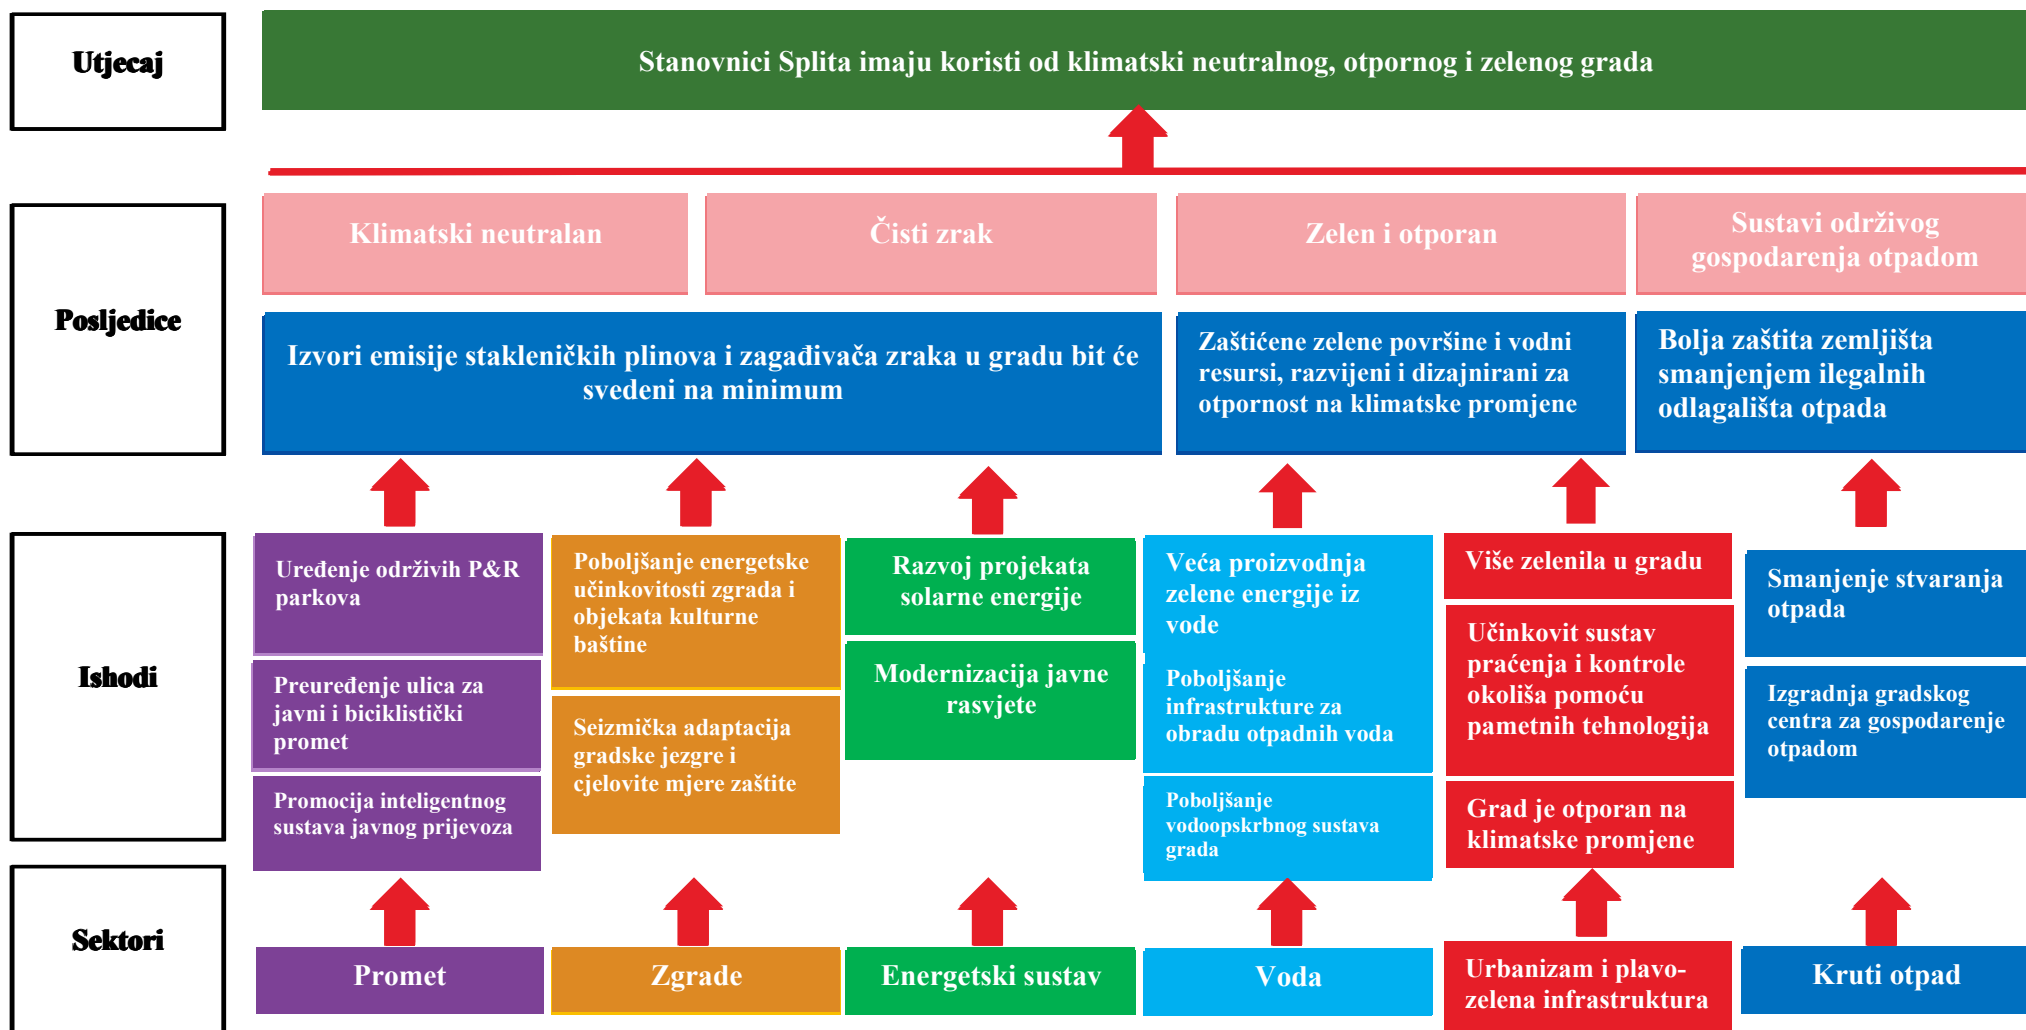 Utjecaj
Stanovnici Splita imaju koristi od klimatski neutralnog, otpornog i zelenog grada
Posljedice
Klimatski neutralan
Čisti zrak
Zelen i otporan
Sustavi održivog
gospodarenja otpadom
Izvori emisije stakleničkih plinova i zagađivača zraka u gradu bit će
svedeni na minimum
Zaštićene zelene površine i vodni
resursi, razvijeni i dizajnirani za
otpornost na klimatske promjene
Bolja zaštita zemljišta
smanjenjem ilegalnih
odlagališta otpada
Ishodi
Uređenje održivih P&R
parkova
Preuređenje ulica za
javni i biciklistički
promet
Promocija inteligentnog
sustava javnog prijevoza
Poboljšanje energetske
učinkovitosti zgrada i
objekata kulturne
baštine
Seizmička adaptacija
gradske jezgre i
cjelovite mjere zaštite
Razvoj projekata
solarne energije
Modernizacija javne
rasvjete
Veća proizvodnja
zelene energije iz
vode
Poboljšanje
infrastrukture za
obradu otpadnih voda
Poboljšanje
vodoopskrbnog sustava
grada
Više zelenila u gradu
Učinkovit sustav
praćenja i kontrole
okoliša pomoću
pametnih tehnologija
Grad je otporan na
klimatske promjene
Smanjenje stvaranja
otpada
Izgradnja gradskog
centra za gospodarenje
otpadom
Sektori
Promet
Zgrade
Energetski sustav
Voda
Urbanizam i plavo-
zelena infrastruktura
Kruti otpad